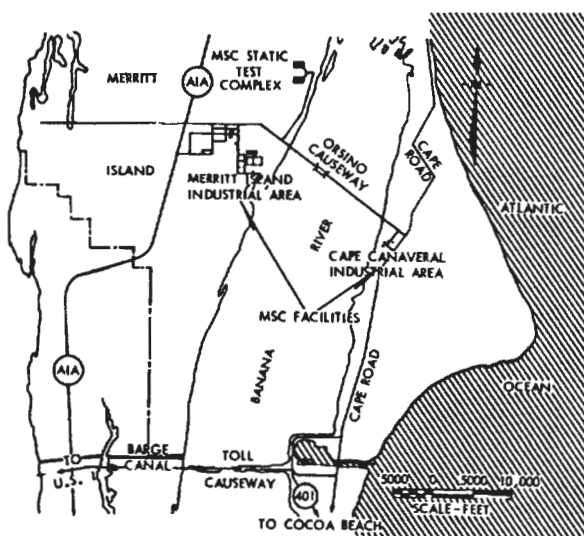 MERRITT
A1A
MSC STATIC
TEST
COMPLEX
ORSINO
CAUSEWAY
CAPE
ROAD
ISLAND
MERRITT ISLAND
INDUSTRIAL AREA
ATLANTIC
RIVER
CAPE CANAVERAL
INDUSTRIAL AREA
MSC FACILITIES
A1A
BANANA
CAPE ROAD
OCEAN
TO
U.S. 1
BARGE
CANAL
TOLL
CAUSEWAY
401
TO COCOA BEACH
5000 0 5000 10,000
SCALE-FEET